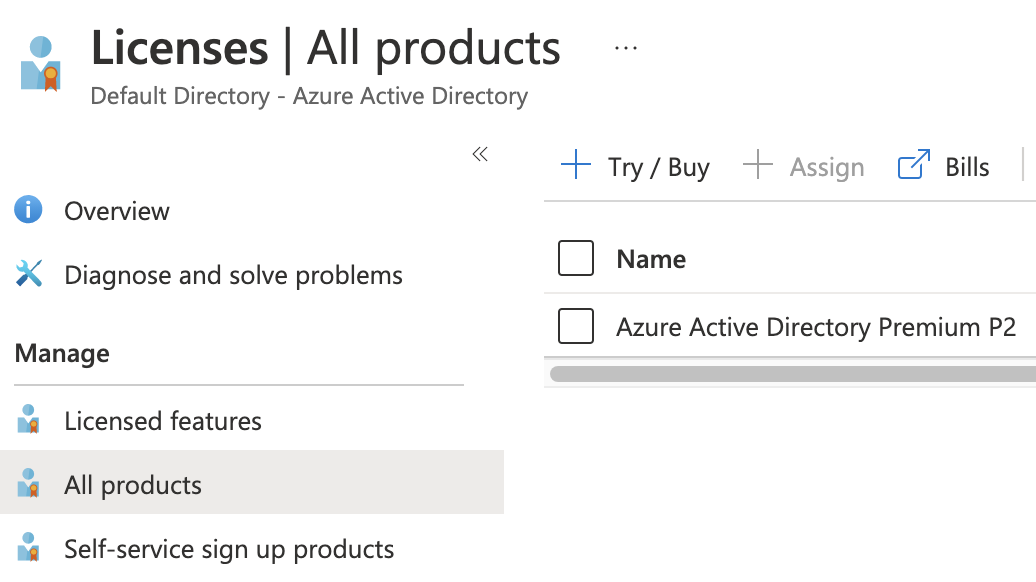 Licenses | All products ...
Default Directory - Azure Active Directory
«
Overview
Diagnose and solve problems
Manage
Licensed features
All products
Self-service sign up products
Try / Buy
Assign
Bills
Name
Azure Active Directory Premium P2